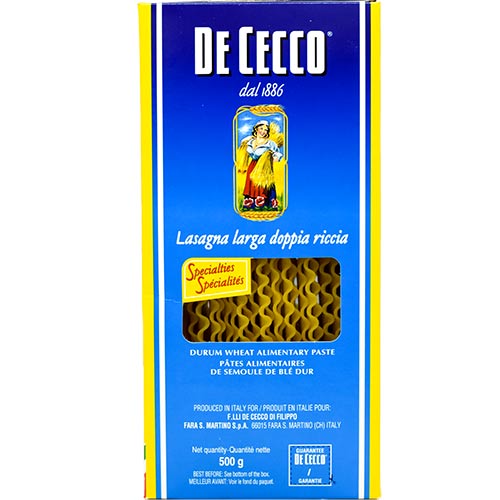 DE CECCO®
dal 1886
Lasagna larga doppia riccia
Specialties
Spécialités
DURUM WHEAT ALIMENTARY PASTE
PÂTES ALIMENTAIRES
DE SEMOULE DE BLÉ DUR
PRODUCED IN ITALY FOR / PRODUIT EN ITALIE POUR:
F.LLI DE CECCO DI FILIPPO
FARA S. MARTINO S.p.A. 66015 FARA S. MARTINO (CH) ITALY
Net quantity-Quantité nette
500 g
BEST BEFORE: See bottom of the box.
MEILLEUR AVANT: Voir le fond du paquet.
GUARANTEE
DE CECCO
/
GARANTIE